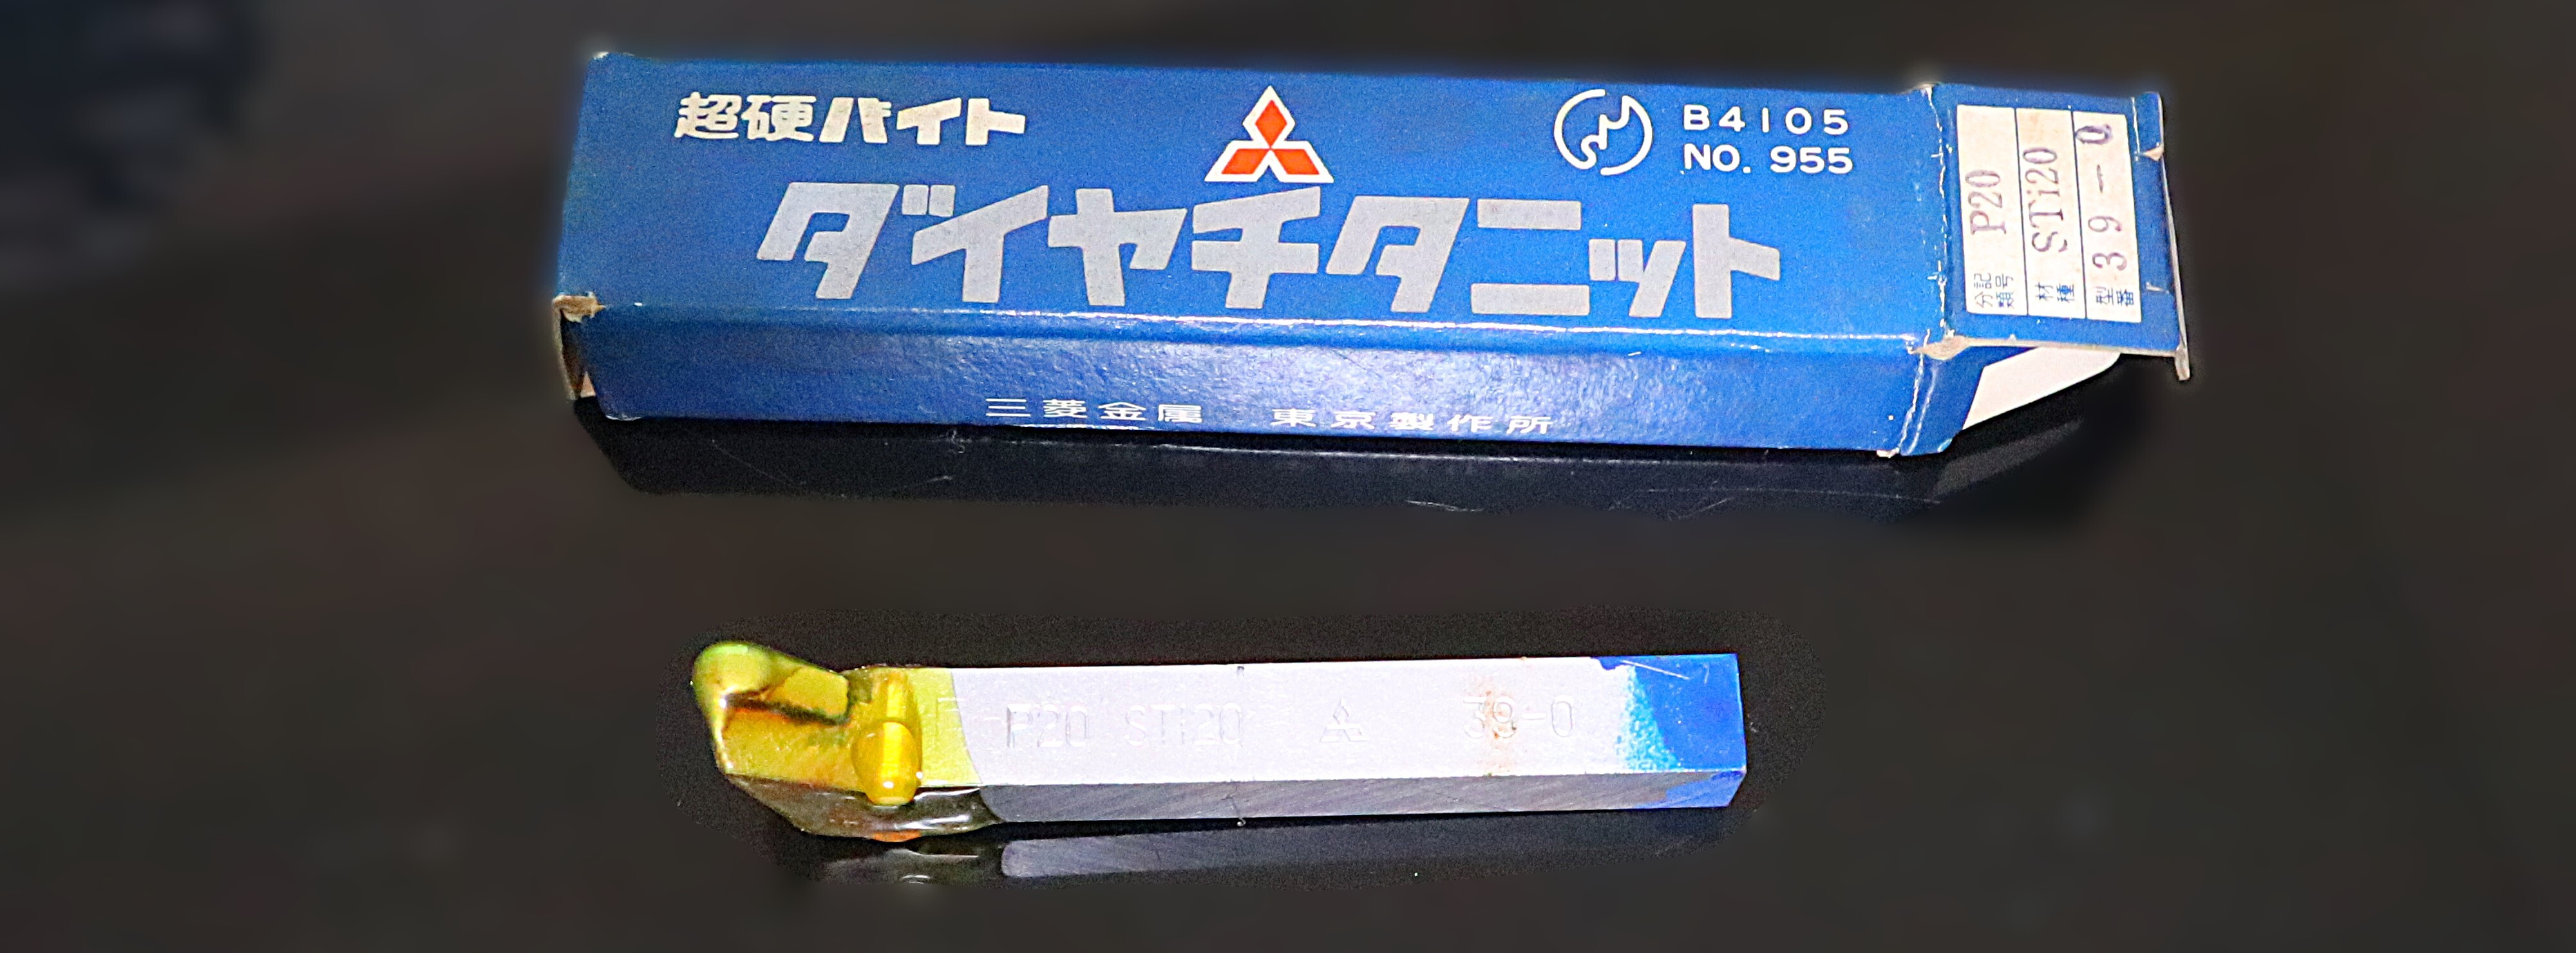 超硬バイト
B4105
NO. 955
ダイヤチタニット
三菱金属 東京製作所
分類記号 P20
材種 STi20
型番 39-0
P20 STi20 39-0